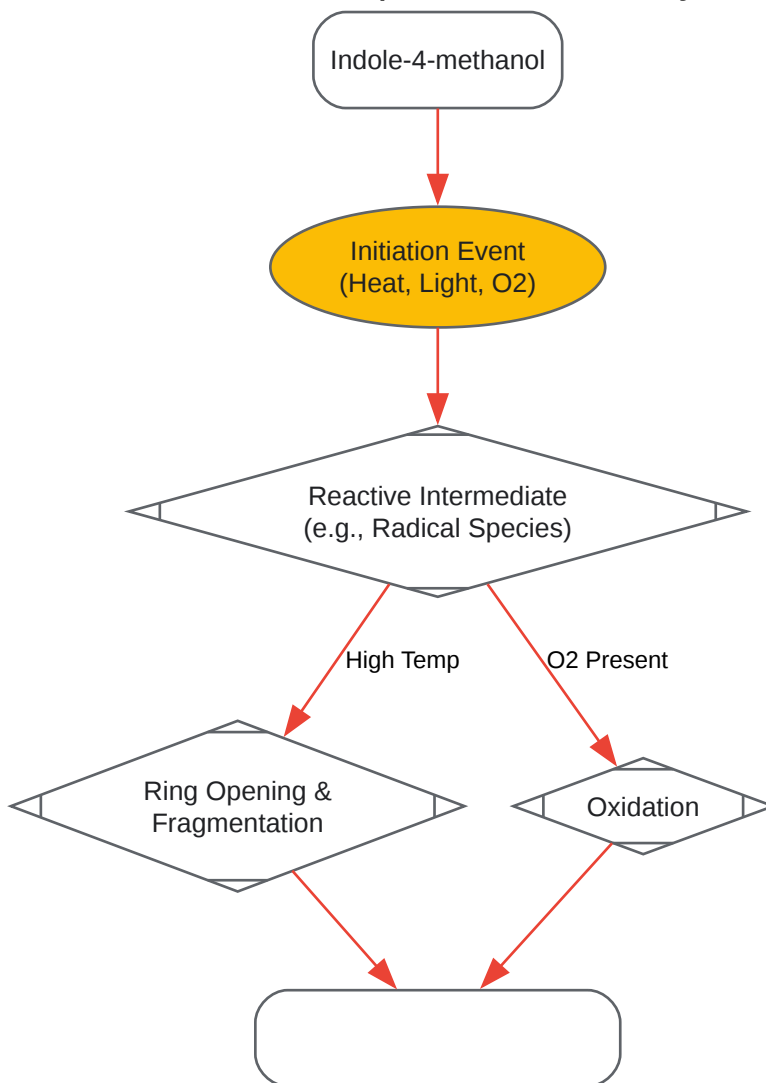 Indole-4-methanol
Initiation Event
(Heat, Light, O2)
Reactive Intermediate
(e.g., Radical Species)
High Temp
O2 Present
Ring Opening &
Fragmentation
Oxidation